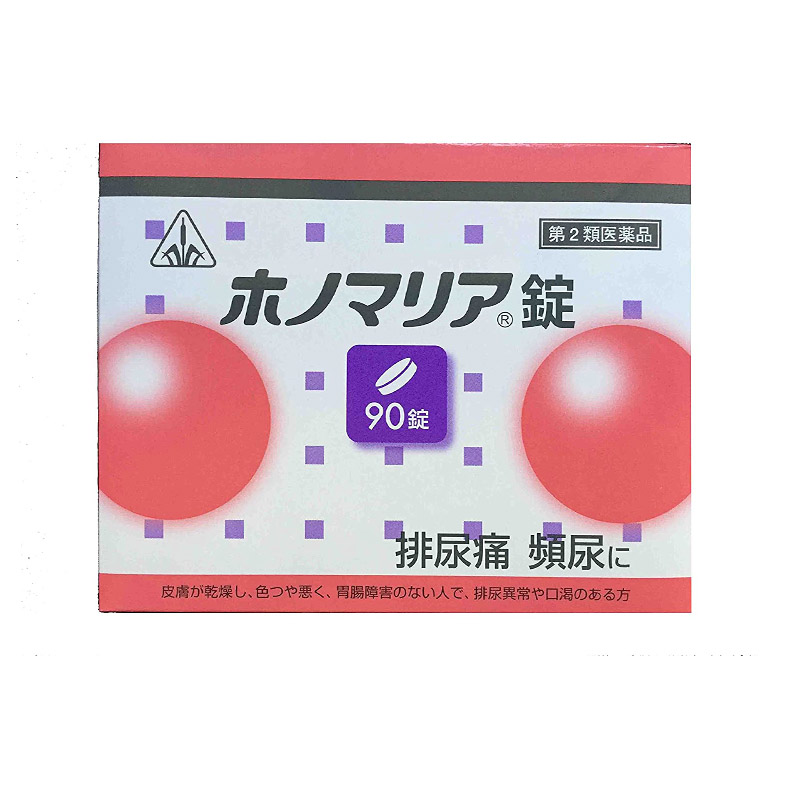 第2類医薬品
ホノマリア®錠
90錠
排尿痛 頻尿に
皮膚が乾燥し、色つや悪く、胃腸障害のない人で、排尿異常や口渇のある方